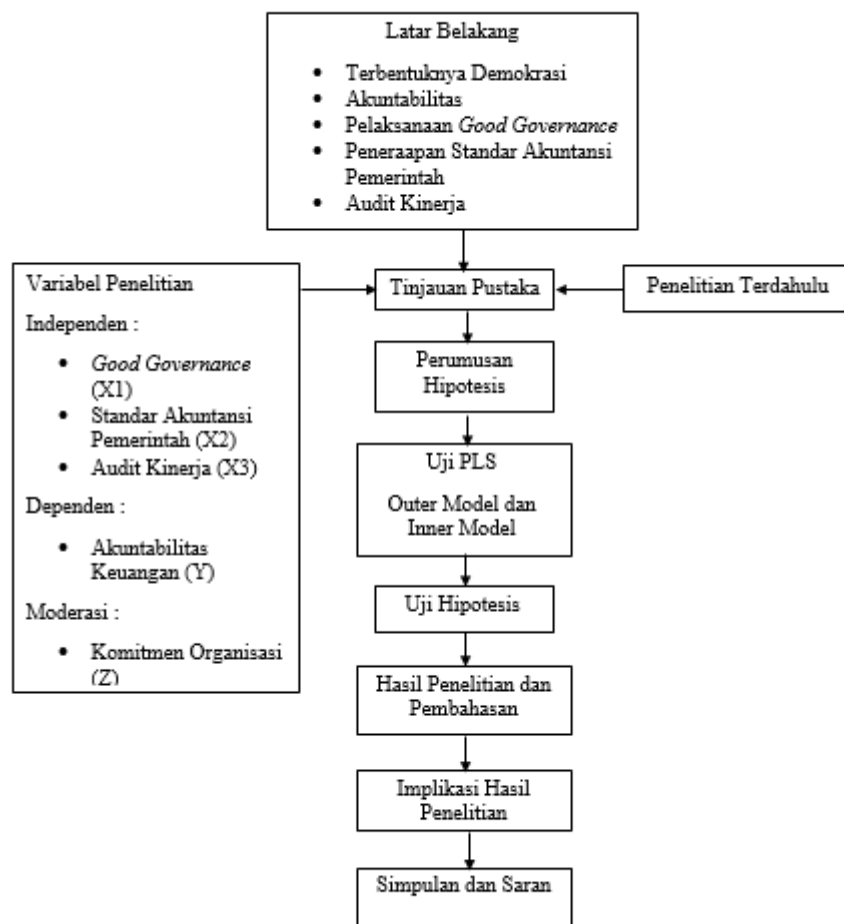 Latar Belakang
• Terbentuknya Demokrasi
• Akuntabilitas
• Pelaksanaan Good Governance
• Peneraapan Standar Akuntansi
Pemerintah
• Audit Kinerja
Variabel Penelitian
Independen :
• Good Governance
(X1)
• Standar Akuntansi
Pemerintah (X2)
• Audit Kinerja (X3)
Dependen :
• Akuntabilitas
Keuangan (Y)
Moderasi :
• Komitmen Organisasi
(Z)
Tinjauan Pustaka
Penelitian Terdahulu
Perumusan
Hipotesis
Uji PLS
Outer Model dan
Inner Model
Uji Hipotesis
Hasil Penelitian dan
Pembahasan
Implikasi Hasil
Penelitian
Simpulan dan Saran